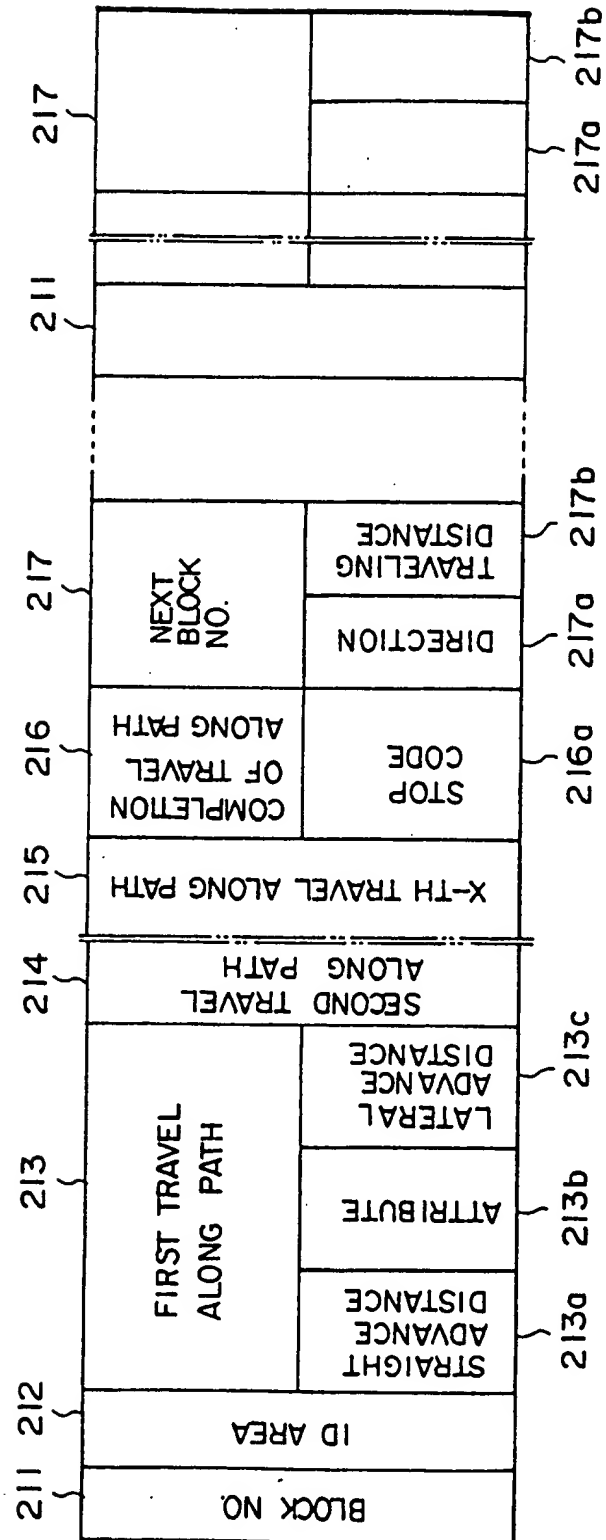 211
212
213
214
215
216
217
211
217
BLOCK NO.
ID AREA
FIRST TRAVEL
ALONG PATH
STRAIGHT
ADVANCE
DISTANCE
ATTRIBUTE
LATERAL
ADVANCE
DISTANCE
SECOND TRAVEL
ALONG PATH
X-TH TRAVEL ALONG PATH
COMPLETION
OF TRAVEL
ALONG PATH
STOP
CODE
NEXT
BLOCK
NO.
DIRECTION
TRAVELING
DISTANCE
213a
213b
213c
216a
217a
217b
217a
217b